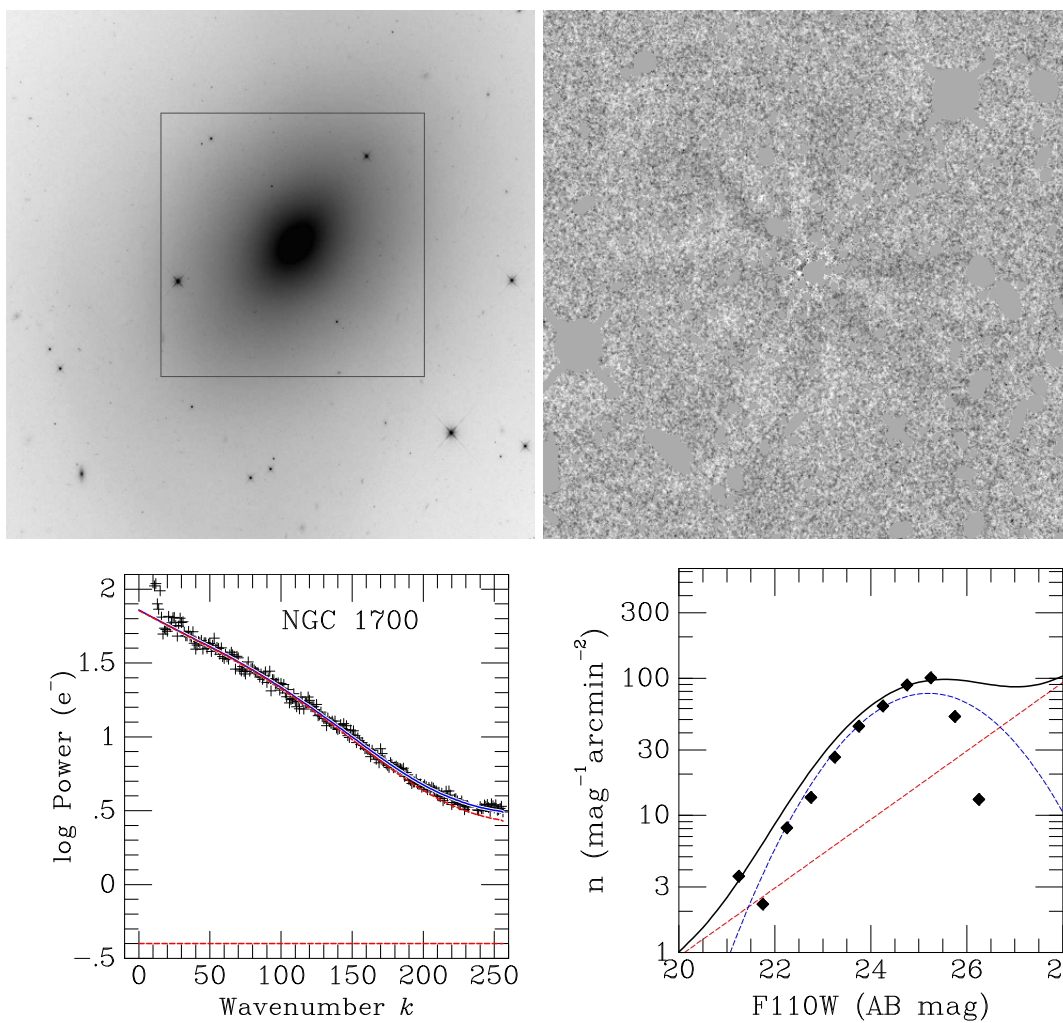 NGC 1700
log Power (e⁻)
2
1.5
1
.5
0
−.5
0 50 100 150 200 250
Wavenumber k
n (mag⁻¹arcmin⁻²)
300
100
30
10
3
1
20 22 24 26 28
F110W (AB mag)